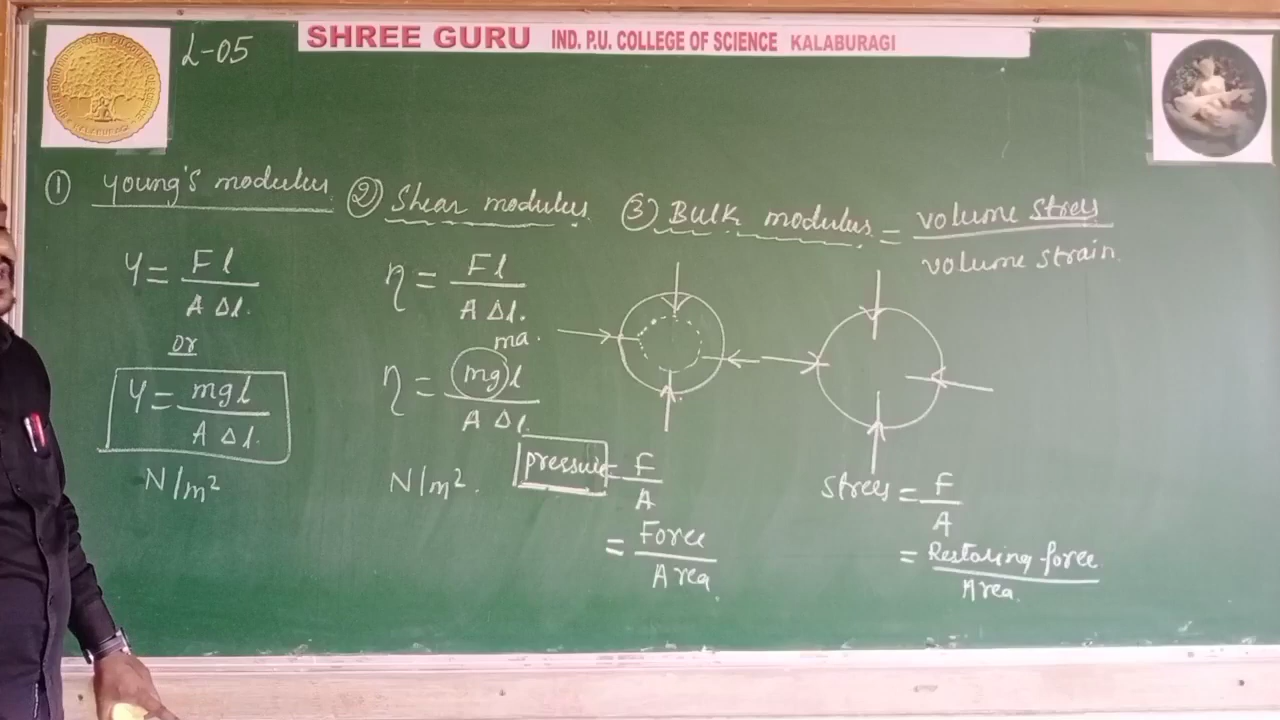 SHREE GURU IND. P.U. COLLEGE OF SCIENCE KALABURAGI
L-05
① Young's modulus
Y = Fl / A Δl.
or
Y = mgl / A Δl.
N/m²
② Shear modulus
η = Fl / A Δl.
ma.
η = mgl / A Δl.
N/m².
③ Bulk modulus = volume strees / volume strain.
pressure = F / A
= Force / Area
strees = F / A
= Restoring force / Area.